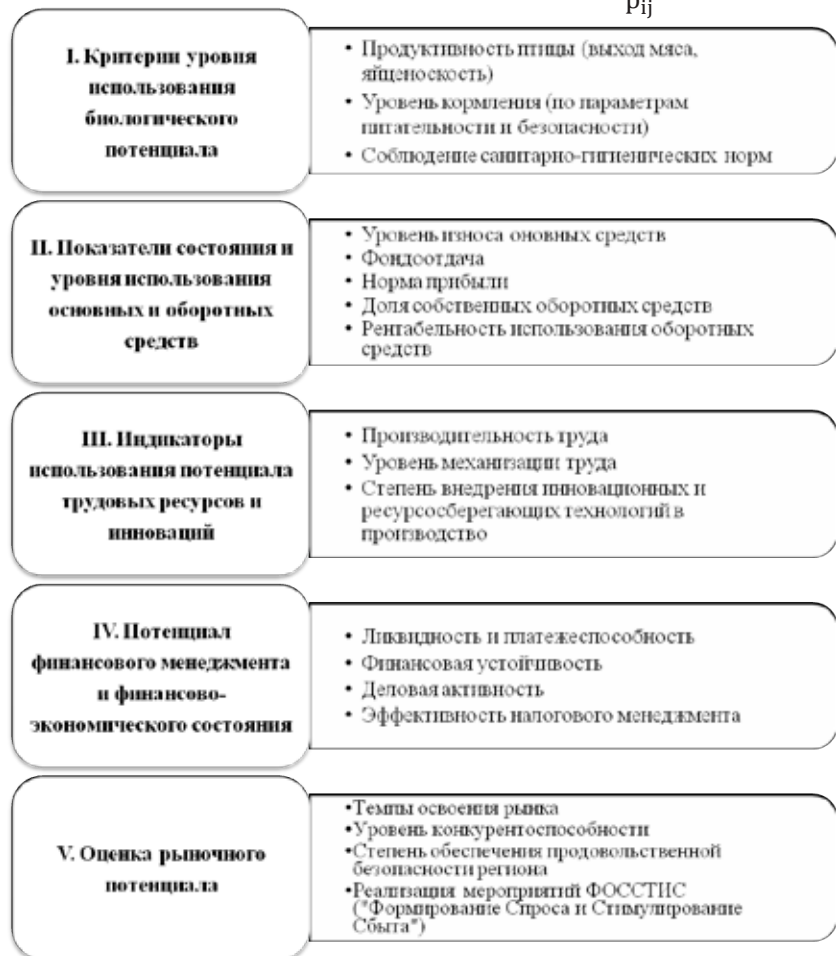 p_ij
I. Критерии уровня
использования
биологического
потенциала
• Продуктивность птицы (выход мяса,
яйценоскость)
• Уровень кормления (по параметрам
питательности и безопасности)
• Соблюдение санитарно-гигиенических норм
II. Показатели состояния и
уровня использования
основных и оборотных
средств
• Уровень износа оновных средств
• Фондоотдача
• Норма прибыли
• Доля собственных оборотных средств
• Рентабельность использования оборотных
средств
III. Индикаторы
использования потенциала
трудовых ресурсов и
инноваций
• Производительность труда
• Уровень механизации труда
• Степень внедрения инновационных и
ресурсосберегающих технологий в
производство
IV. Потенциал
финансового менеджмента
и финансово-
экономического состояния
• Ликвидность и платежеспособность
• Финансовая устойчивость
• Деловая активность
• Эффективность налогового менеджмента
V. Оценка рыночного
потенциала
•Темпы освоения рынка
•Уровень конкурентоспособности
•Степень обеспечения продовольственной
безопасности региона
•Реализация мероприятий ФОССТИС
("Формирование Спроса и Стимулирование
Сбыта")